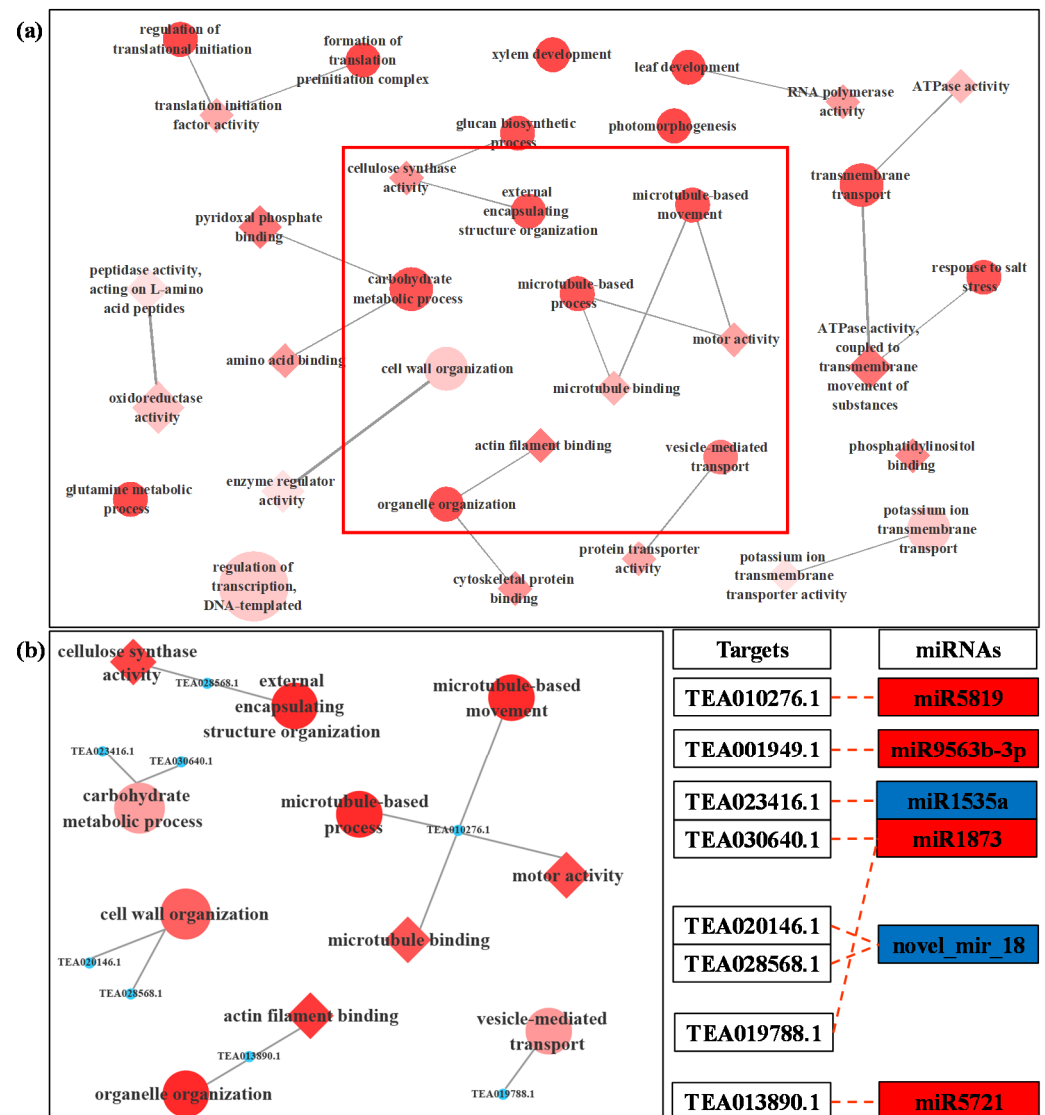 (a)
regulation of
translational initiation
formation of
translation
preinitiation complex
xylem development
leaf development
RNA polymerase
activity
ATPase activity
translation initiation
factor activity
glucan biosynthetic
process
photomorphogenesis
cellulose synthase
activity
external
encapsulating
structure organization
microtubule-based
movement
transmembrane
transport
pyridoxal phosphate
binding
peptidase activity,
acting on L-amino
acid peptides
carbohydrate
metabolic process
microtubule-based
process
response to salt
stress
motor activity
ATPase activity,
coupled to
transmembrane
movement of
substances
amino acid binding
cell wall organization
microtubule binding
oxidoreductase
activity
actin filament binding
vesicle-mediated
transport
phosphatidylinositol
binding
glutamine metabolic
process
enzyme regulator
activity
organelle organization
potassium ion
transmembrane
transport
regulation of
transcription,
DNA-templated
cytoskeletal protein
binding
protein transporter
activity
potassium ion
transmembrane
transporter activity
(b)
cellulose synthase
activity
TEA028568.1
external
encapsulating
structure organization
microtubule-based
movement
TEA023416.1
TEA030640.1
carbohydrate
metabolic process
microtubule-based
process
TEA010276.1
motor activity
cell wall organization
microtubule binding
TEA020146.1
TEA028568.1
actin filament binding
TEA013890.1
organelle organization
vesicle-mediated
transport
TEA019788.1
Targets
miRNAs
TEA010276.1
miR5819
TEA001949.1
miR9563b-3p
TEA023416.1
miR1535a
TEA030640.1
miR1873
TEA020146.1
novel_mir_18
TEA028568.1
TEA019788.1
TEA013890.1
miR5721